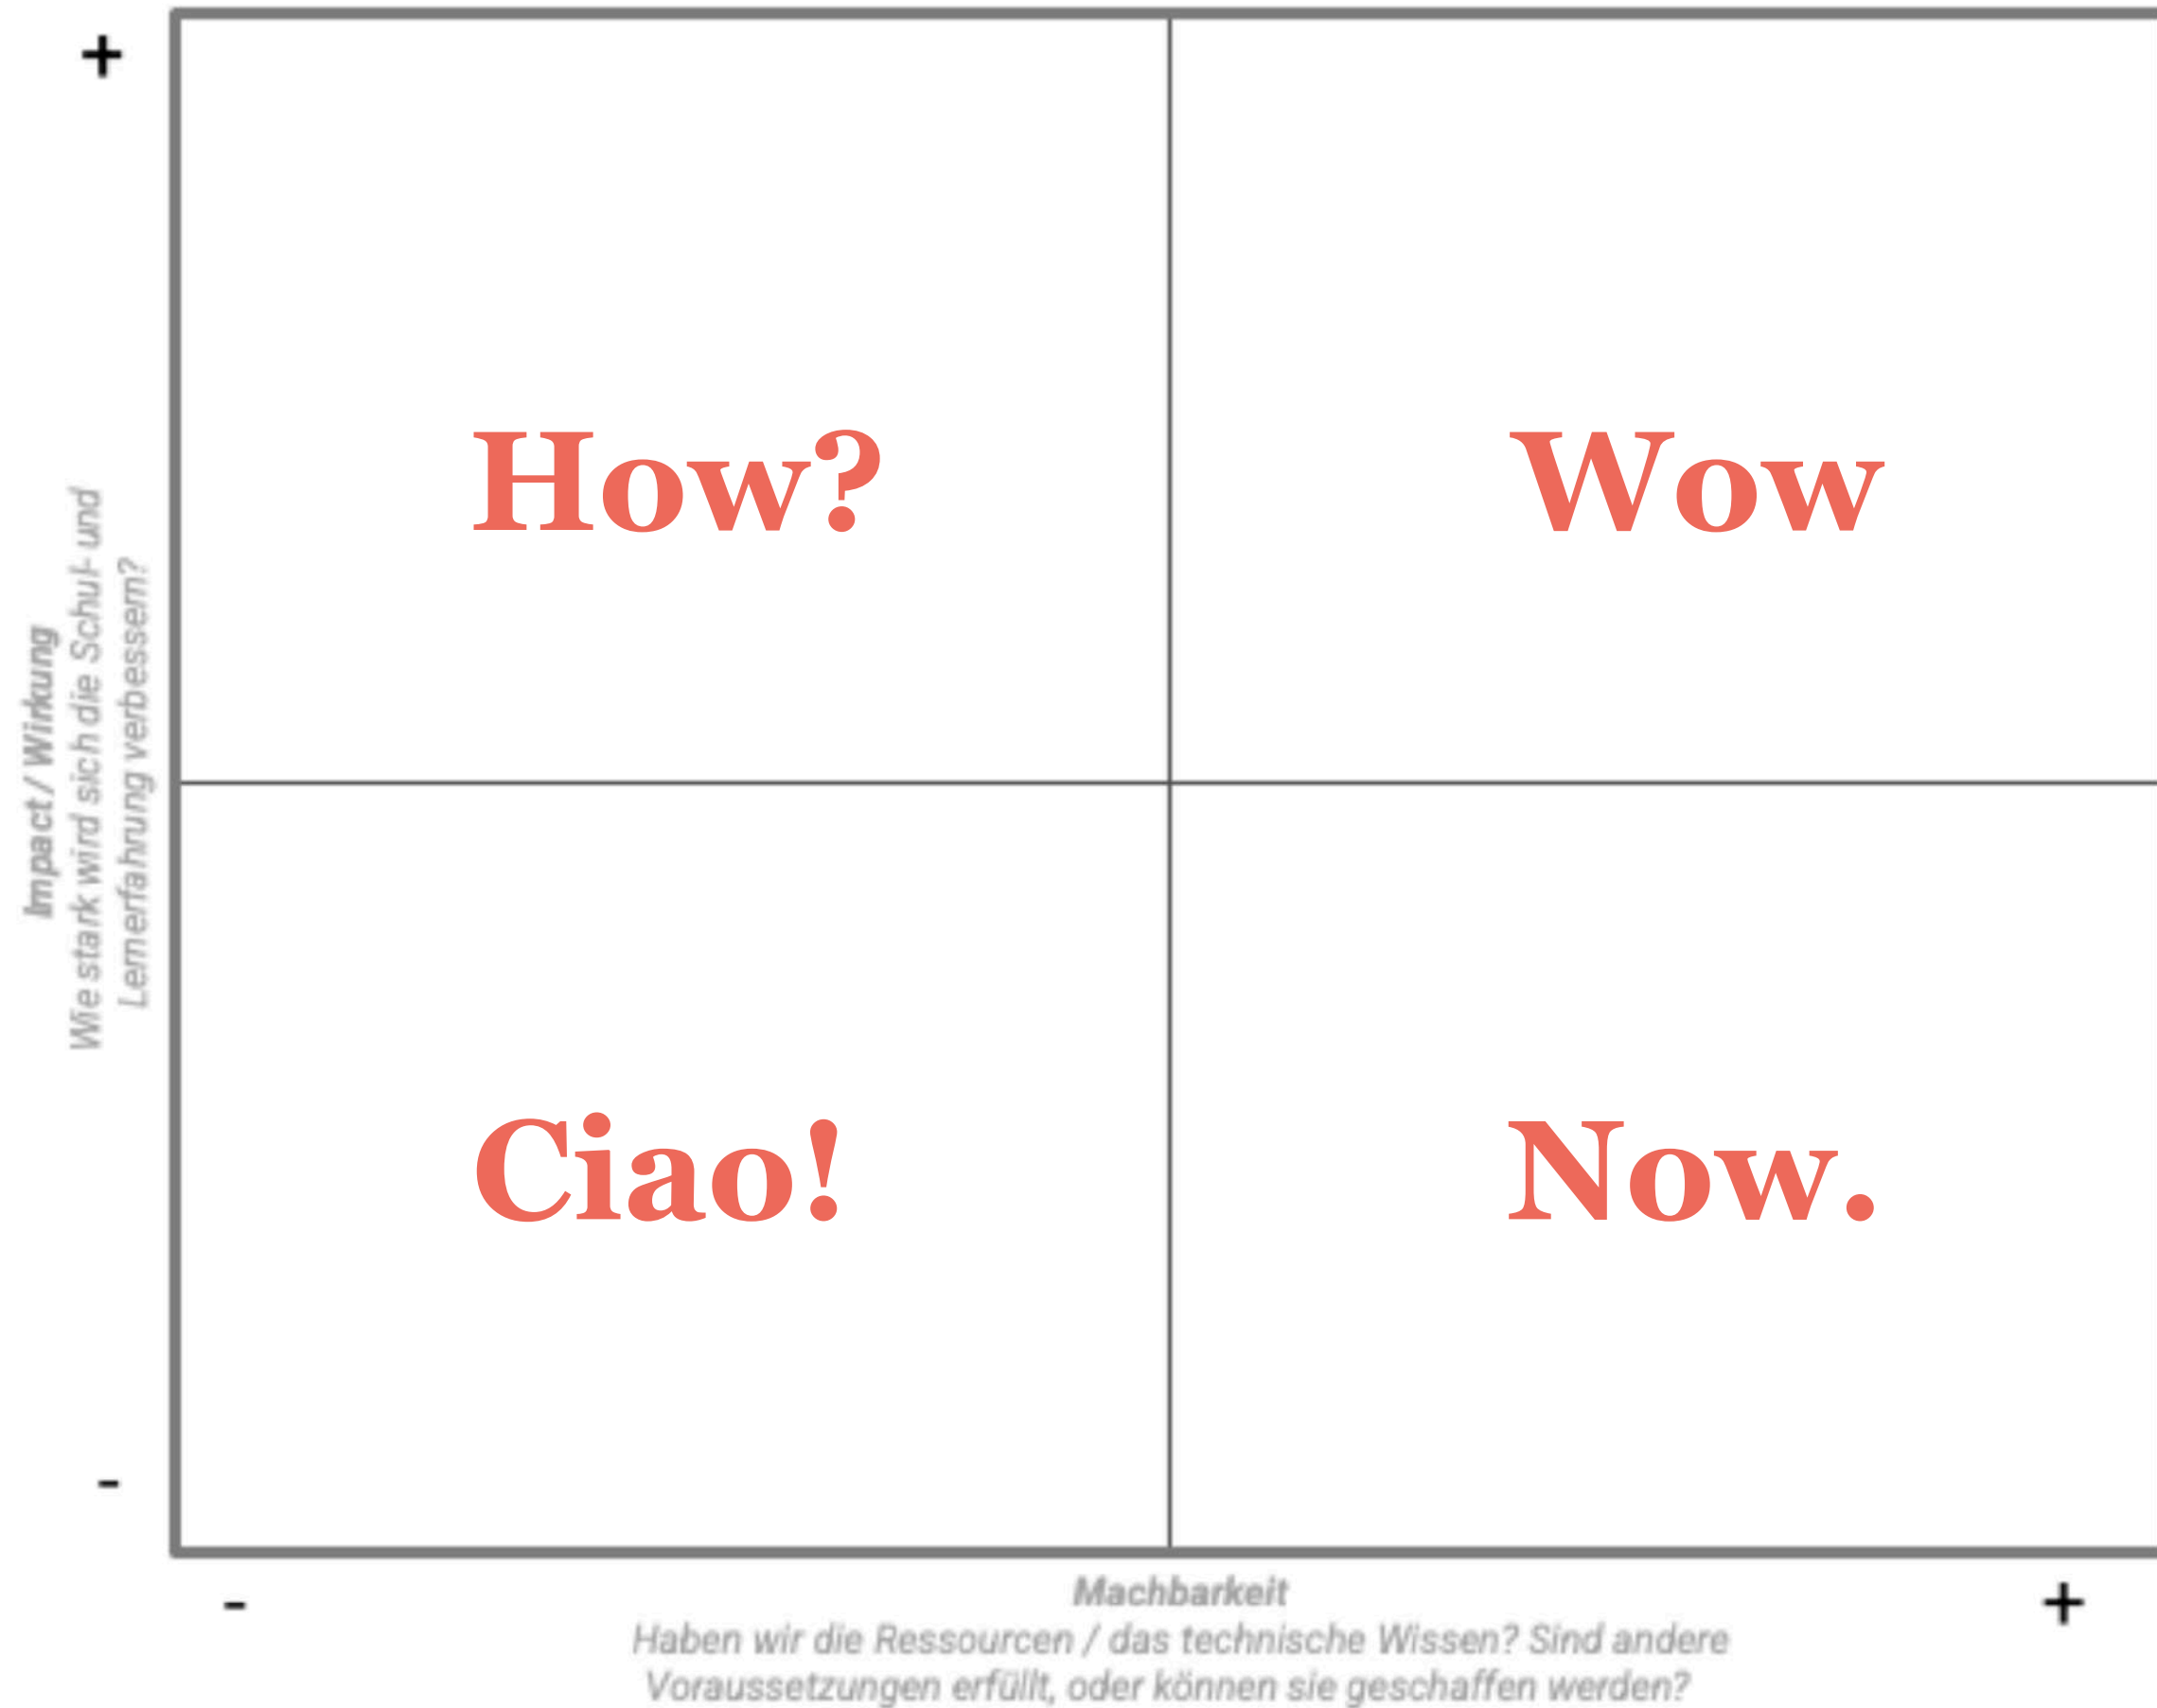 +
Impact / Wirkung
Wie stark wird sich die Schul- und
Lernerfahrung verbessern?
How?
Wow
Ciao!
Now.
-
-
+
Machbarkeit
Haben wir die Ressourcen / das technische Wissen? Sind andere
Voraussetzungen erfüllt, oder können sie geschaffen werden?